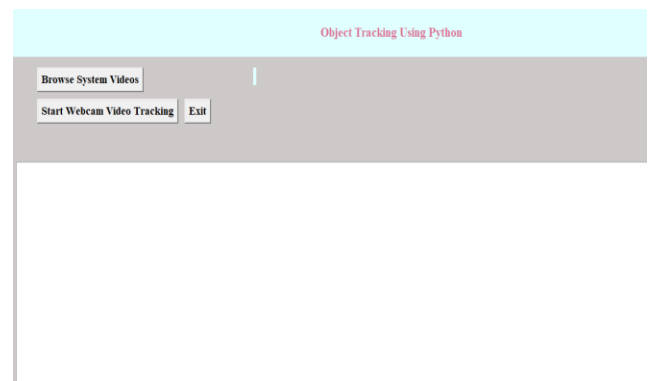 Object Tracking Using Python
Browse System Videos
Start Webcam Video Tracking Exit